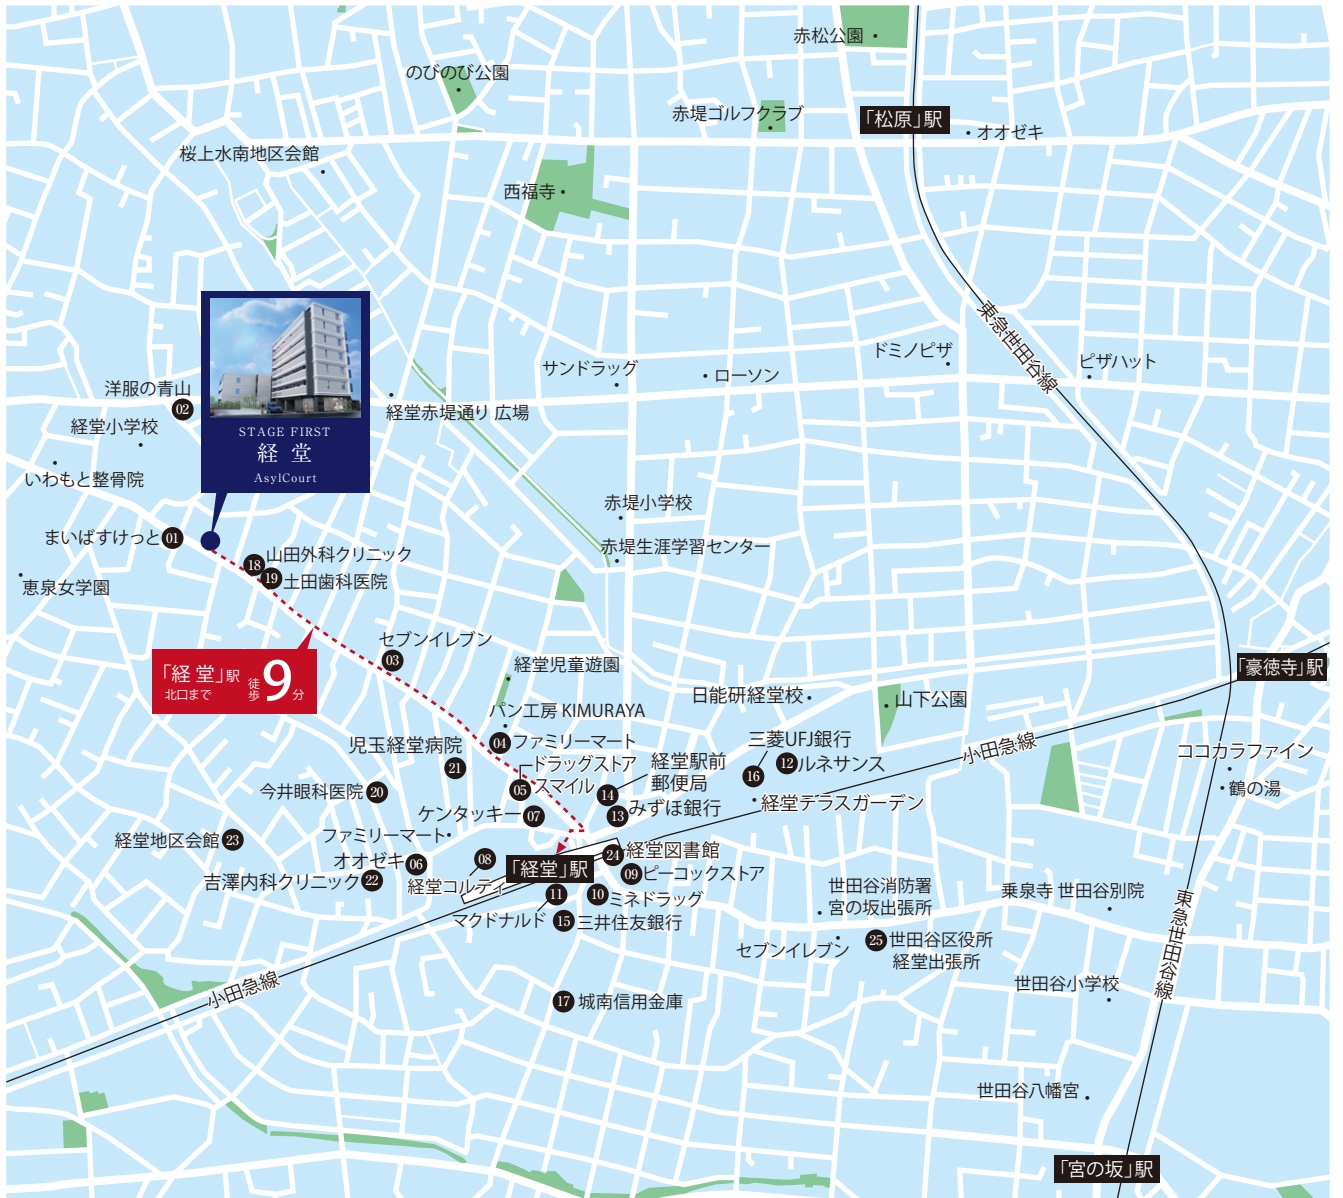 赤松公園
のびのび公園
赤堤ゴルフクラブ
「松原」駅
オオゼキ
桜上水南地区会館
西福寺
東急世田谷線
ドミノピザ
ピザハット
サンドラッグ
ローソン
洋服の青山
02
経堂小学校
経堂赤堤通り 広場
STAGE FIRST
経 堂
AsylCourt
いわもと整骨院
赤堤小学校
まいばすけっと 01
赤堤生涯学習センター
18 山田外科クリニック
19 土田歯科医院
恵泉女学園
セブンイレブン
03
「経 堂」駅
北口まで
徒歩 9 分
経堂児童遊園
「豪徳寺」駅
日能研経堂校
山下公園
パン工房 KIMURAYA
04 ファミリーマート
児玉経堂病院
21
ドラッグストア
スマイル
05
経堂駅前
郵便局
14
三菱UFJ銀行
16
12 ルネサンス
小田急線
ココカラファイン
鶴の湯
今井眼科医院 20
経堂テラスガーデン
ケンタッキー 07
13 みずほ銀行
経堂地区会館 23
ファミリーマート
オオゼキ 06
08
経堂コルティ
「経堂」駅
24 経堂図書館
09 ピーコックストア
吉澤内科クリニック 22
11
マクドナルド
10 ミネドラッグ
15 三井住友銀行
世田谷消防署
宮の坂出張所
乗泉寺 世田谷別院
セブンイレブン
25 世田谷区役所
経堂出張所
東急世田谷線
小田急線
世田谷小学校
17 城南信用金庫
世田谷八幡宮
「宮の坂」駅